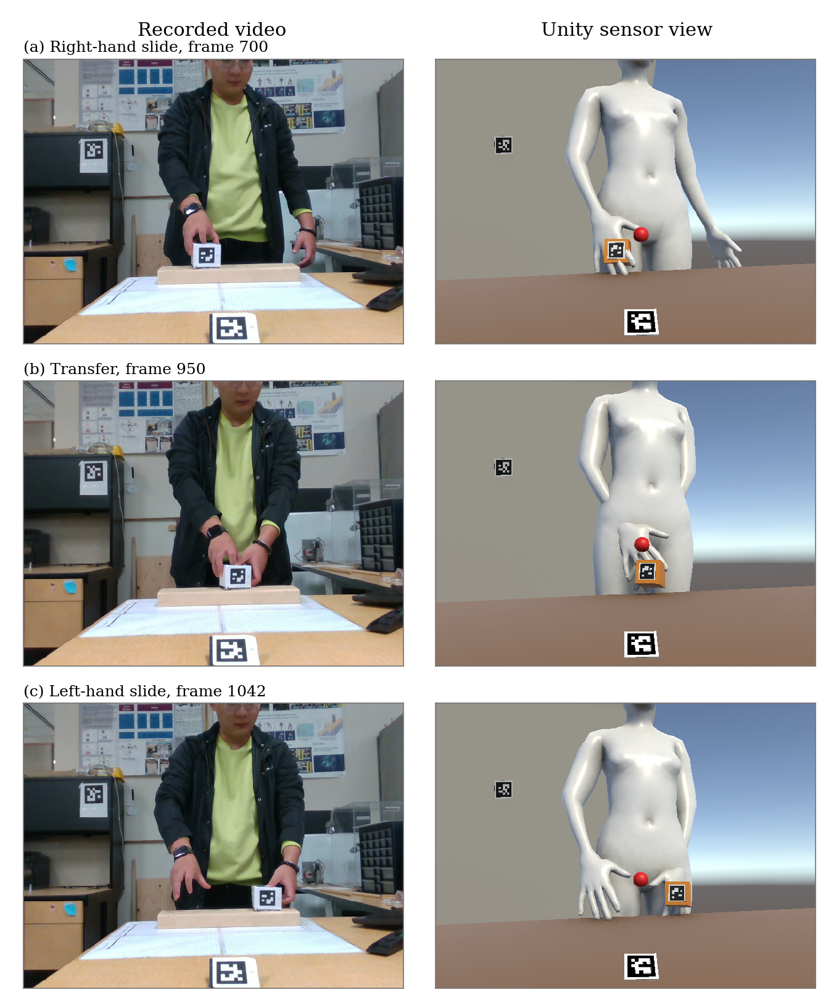 Recorded video
Unity sensor view
(a) Right-hand slide, frame 700
(b) Transfer, frame 950
(c) Left-hand slide, frame 1042